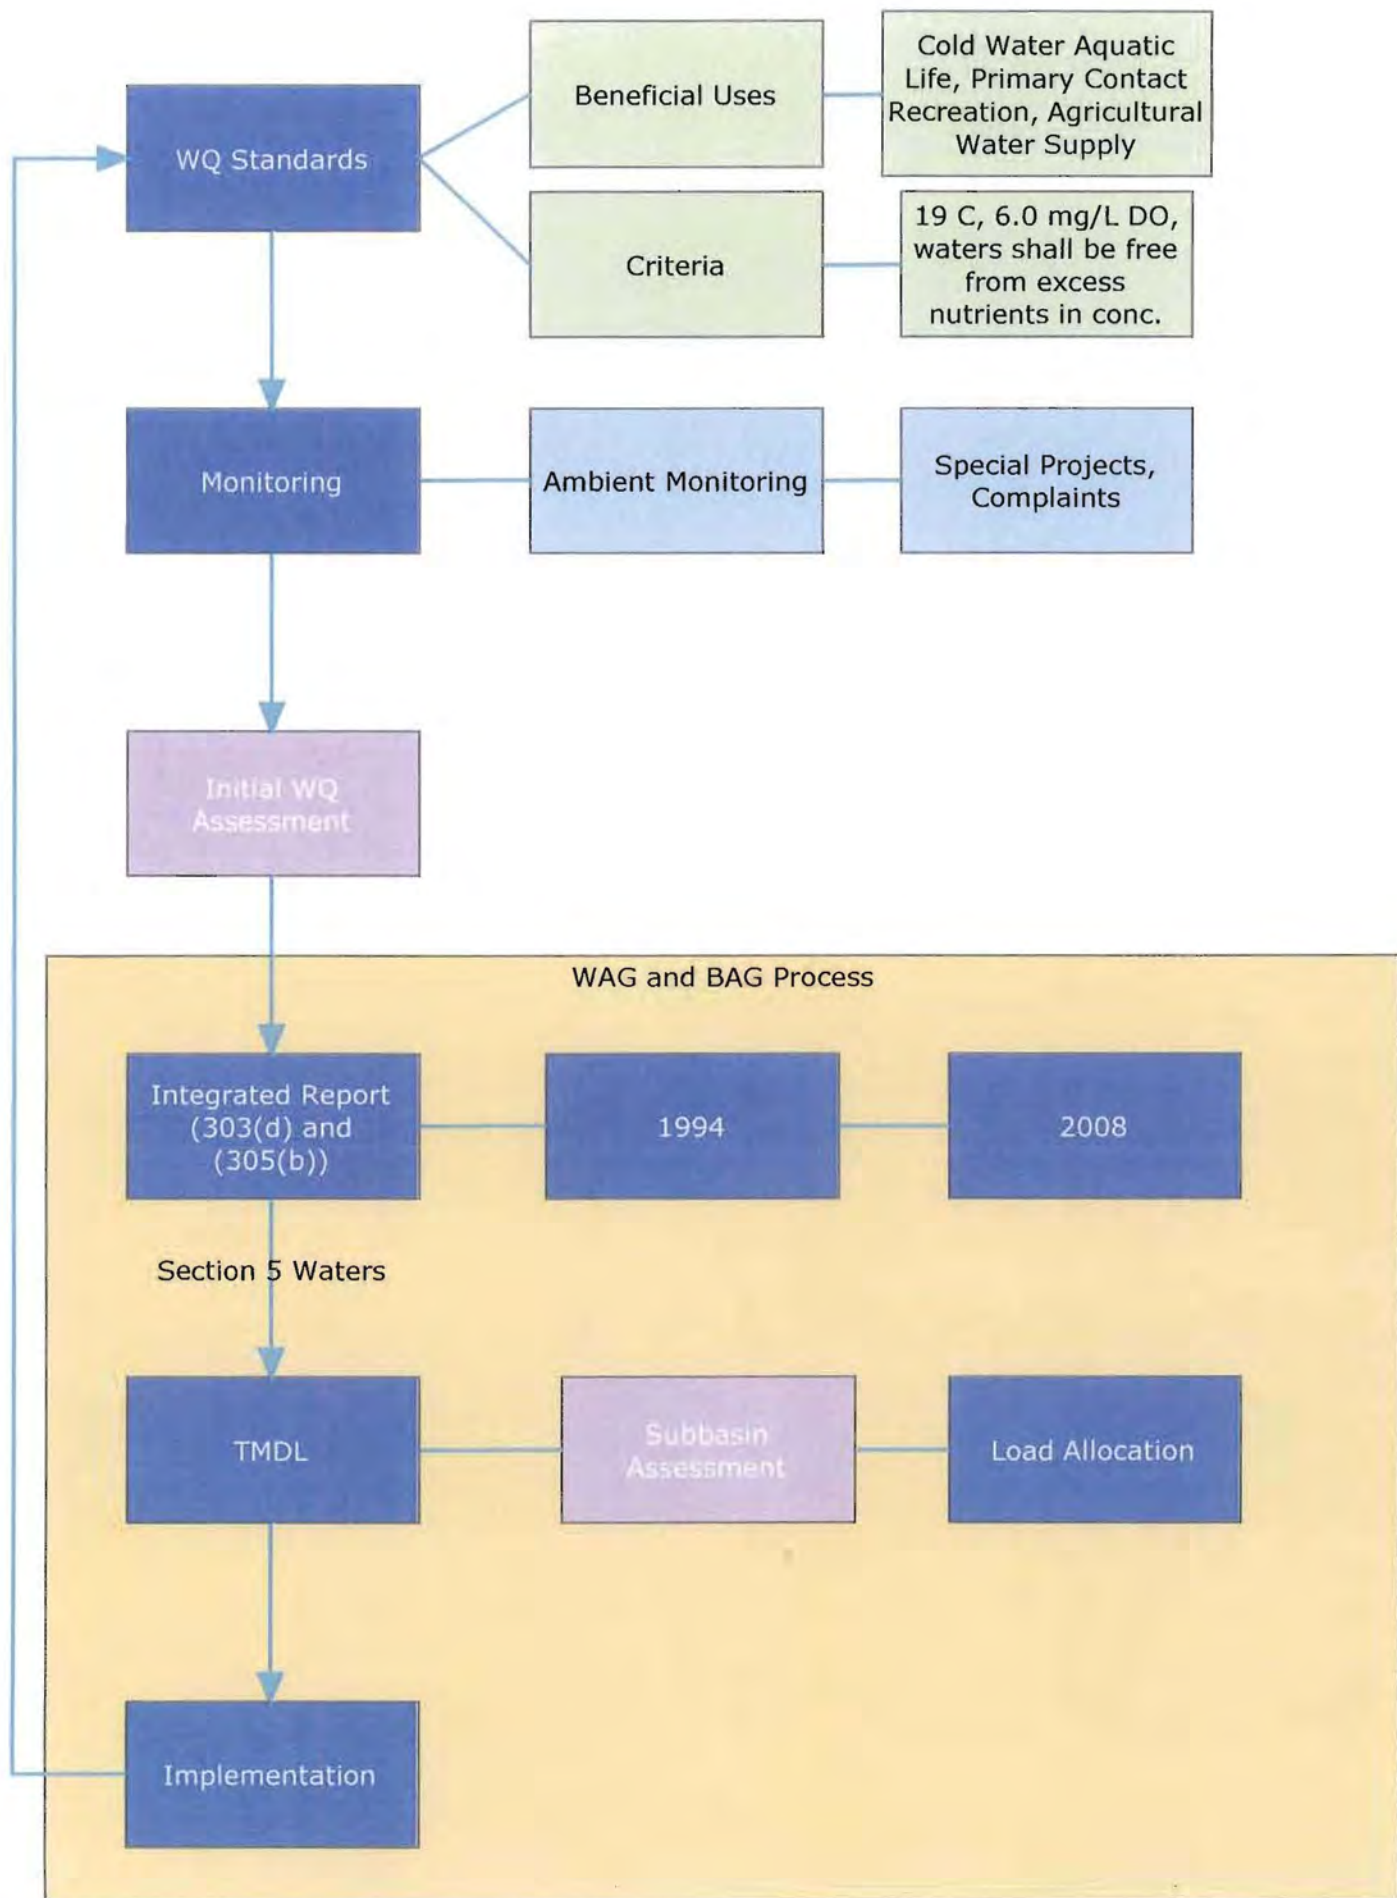 Beneficial Uses
Cold Water Aquatic
Life, Primary Contact
Recreation, Agricultural
Water Supply
WQ Standards
Criteria
19 C, 6.0 mg/L DO,
waters shall be free
from excess
nutrients in conc.
Monitoring
Ambient Monitoring
Special Projects,
Complaints
Initial WQ
Assessment
WAG and BAG Process
Integrated Report
(303(d) and
(305(b))
1994
2008
Section 5 Waters
TMDL
Subbasin
Assessment
Load Allocation
Implementation